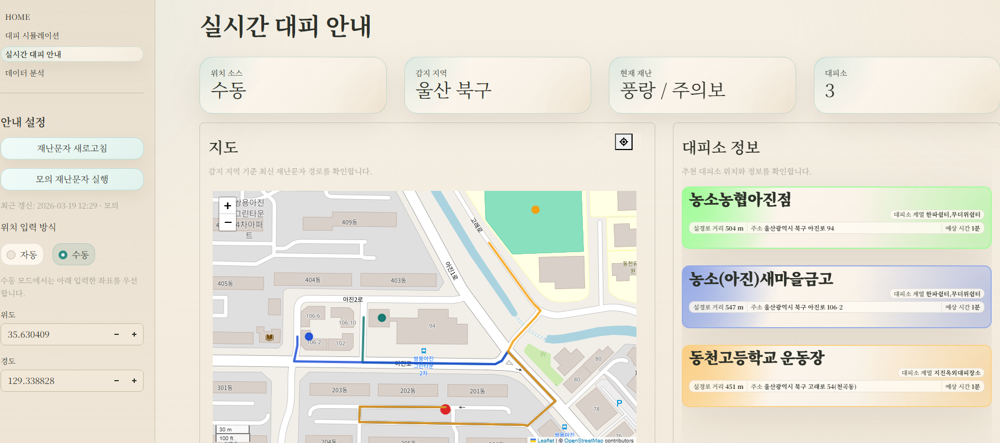 HOME
대피 시뮬레이션
실시간 대피 안내
데이터 분석
안내 설정
재난문자 새로고침
모의 재난문자 실행
최근 갱신: 2026-03-19 12:29 · 모의
위치 입력 방식
자동
수동
수동 모드에서는 아래 입력한 좌표를 우선
합니다.
위도
35.630409
− +
경도
129.338828
− +
실시간 대피 안내
위치 소스
수동
감지 지역
울산 북구
현재 재난
풍랑 / 주의보
대피소
3
지도
감지 지역 기준 최신 재난문자 경로를 확인합니다.
+
−
쌍용아진
그린타운
4차아파
트
409동
고래로
아진1로
405동
404동
403동
아진2로
106-6
106-10
106-2
102
94
동천유
원
쌍용아진
그린타운
2차
아진로
80
80
78
76
P
301동
203동
202동
201동
204동
205동
쌍용아진
30 m
100 ft
Leaflet | © OpenStreetMap contributors
대피소 정보
추천 대피소 위치와 정보를 확인합니다.
농소농협아진점
대피소 계열 한파쉼터,무더위쉼터
실경로 거리 504 m 주소 울산광역시 북구 아진로 94 예상 시간 1분
농소(아진)새마을금고
대피소 계열 한파쉼터,무더위쉼터
실경로 거리 547 m 주소 울산광역시 북구 아진로 106-2 예상 시간 1분
동천고등학교 운동장
대피소 계열 지진옥외대피장소
실경로 거리 451 m 주소 울산광역시 북구 고래로 54(천곡동) 예상 시간 1분